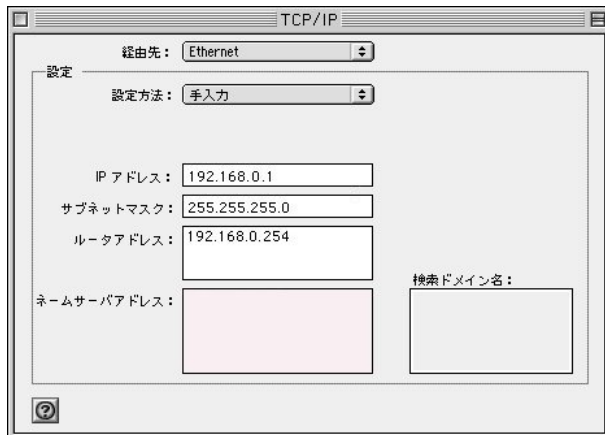 TCP/IP
経由先： Ethernet
設定
設定方法： 手入力
IP アドレス： 192.168.0.1
サブネットマスク： 255.255.255.0
ルータアドレス： 192.168.0.254
検索ドメイン名：
ネームサーバアドレス：
?